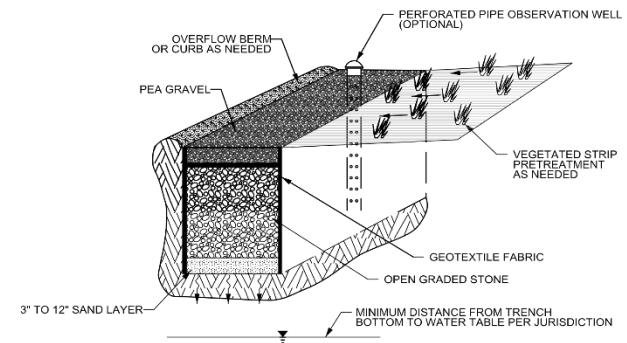 PERFORATED PIPE OBSERVATION WELL
(OPTIONAL)
OVERFLOW BERM
OR CURB AS NEEDED
PEA GRAVEL
VEGETATED STRIP
PRETREATMENT
AS NEEDED
GEOTEXTILE FABRIC
OPEN GRADED STONE
3" TO 12" SAND LAYER
MINIMUM DISTANCE FROM TRENCH
BOTTOM TO WATER TABLE PER JURISDICTION